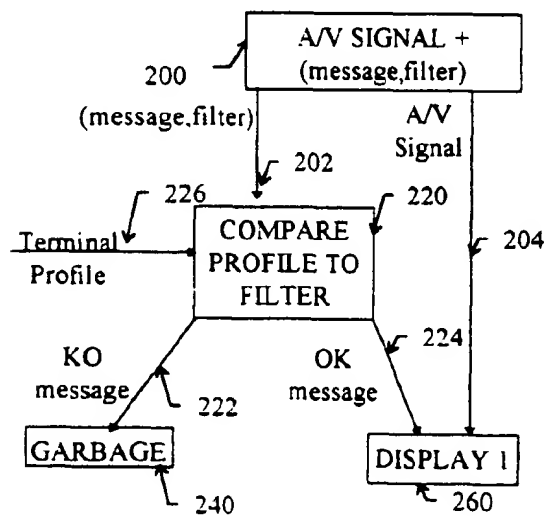 A/V SIGNAL +
(message,filter)
200
(message,filter)
A/V
Signal
202
226
220
Terminal
Profile
COMPARE
PROFILE TO
FILTER
204
224
KO
message
222
OK
message
GARBAGE
240
DISPLAY 1
260